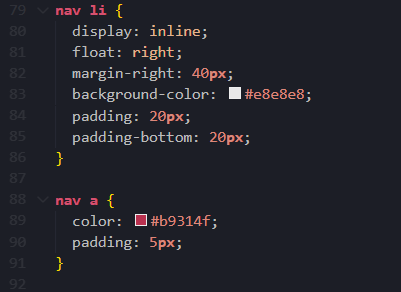 79 nav li {
80 display: inline;
81 float: right;
82 margin-right: 40px;
83 background-color: #e8e8e8;
84 padding: 20px;
85 padding-bottom: 20px;
86 }
87
88 nav a {
89 color: #b9314f;
90 padding: 5px;
91 }
92